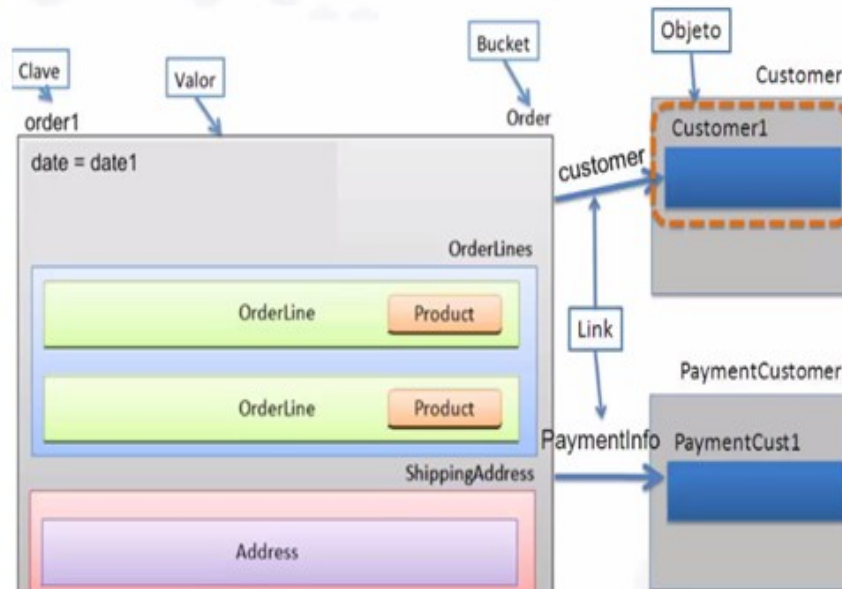 Clave
Valor
Bucket
Objeto
order1
Order
Customer
date = date1
customer
Customer1
OrderLines
OrderLine
Product
Link
OrderLine
Product
PaymentCustomer
PaymentInfo
PaymentCust1
ShippingAddress
Address